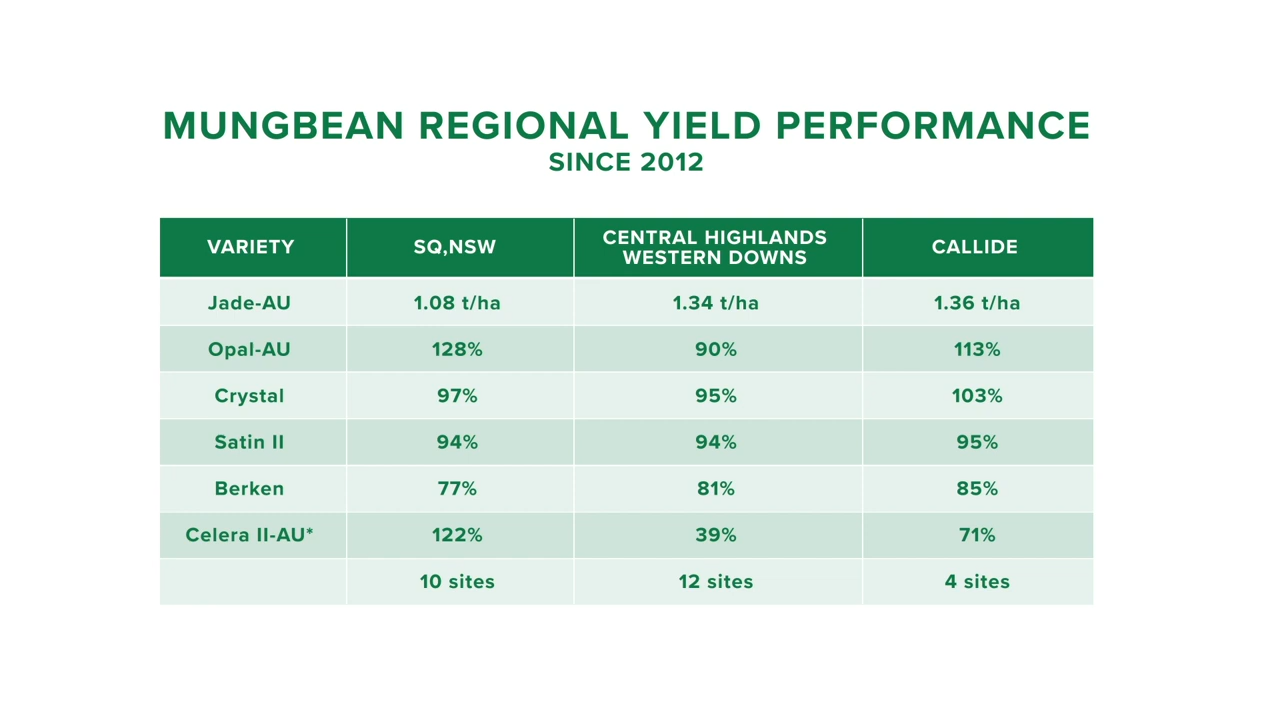 MUNGBEAN REGIONAL YIELD PERFORMANCE
SINCE 2012
VARIETY SQ,NSW CENTRAL HIGHLANDS WESTERN DOWNS CALLIDE
Jade-AU 1.08 t/ha 1.34 t/ha 1.36 t/ha
Opal-AU 128% 90% 113%
Crystal 97% 95% 103%
Satin II 94% 94% 95%
Berken 77% 81% 85%
Celera II-AU* 122% 39% 71%
10 sites 12 sites 4 sites